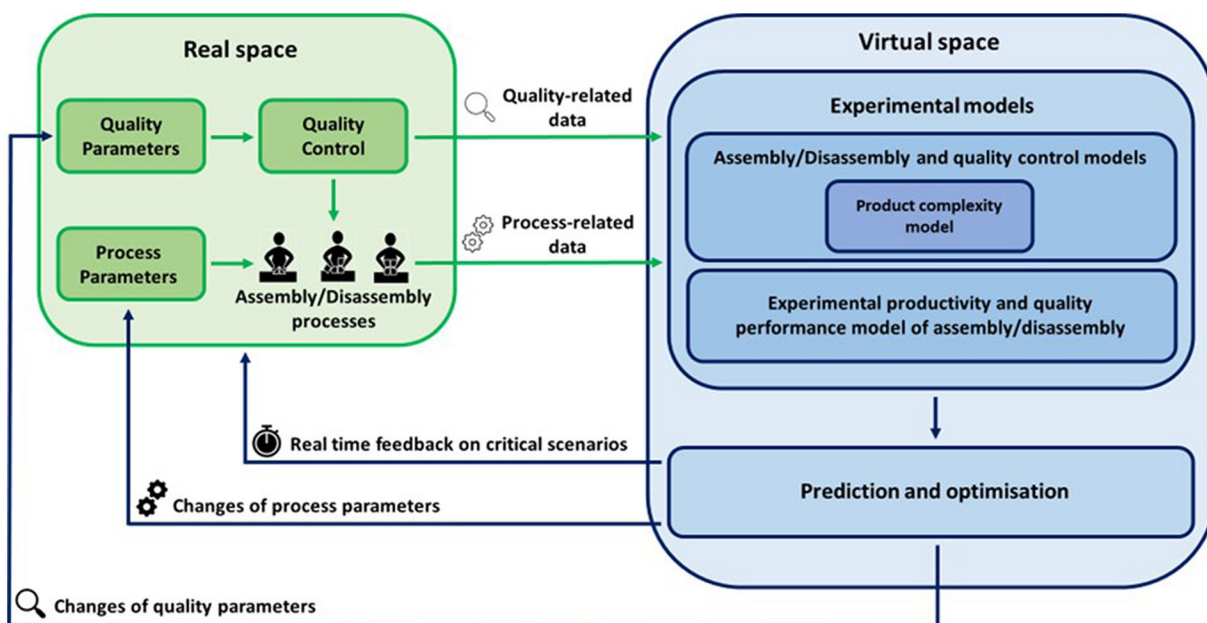 Real space
Quality
Parameters
Quality
Control
Process
Parameters
Assembly/Disassembly
processes
Quality-related
data
Process-related
data
Virtual space
Experimental models
Assembly/Disassembly and quality control models
Product complexity
model
Experimental productivity and quality
performance model of assembly/disassembly
Prediction and optimisation
Real time feedback on critical scenarios
Changes of process parameters
Changes of quality parameters